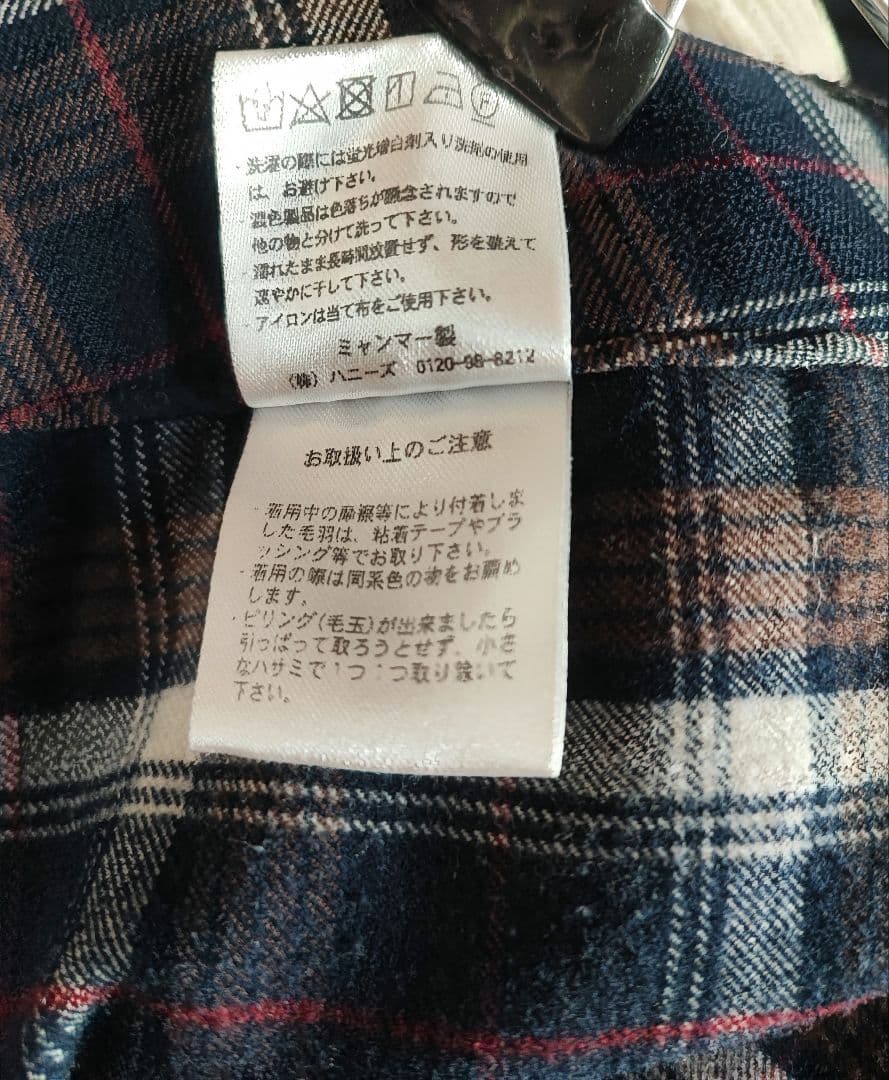 ・洗濯の際には蛍光増白剤入り洗剤の使用
は、お避け下さい。
濃色製品は色落ちが懸念されますので
他の物と分けて洗って下さい。
・濡れたまま長時間放置せず、形を整えて
速やかに干して下さい。
・アイロンは当て布をご使用下さい。
ミャンマー製
(株) ハニーズ 0120-98-8212
お取扱い上のご注意
・着用中の摩擦等により付着しま
した毛羽は、粘着テープやブラ
ッシング等でお取り下さい。
・着用の際は同系色の物をお薦め
します。
・ピリング(毛玉)が出来ましたら
引っぱって取ろうとせず、小さ
なハサミで1つ1つ取り除いて
下さい。